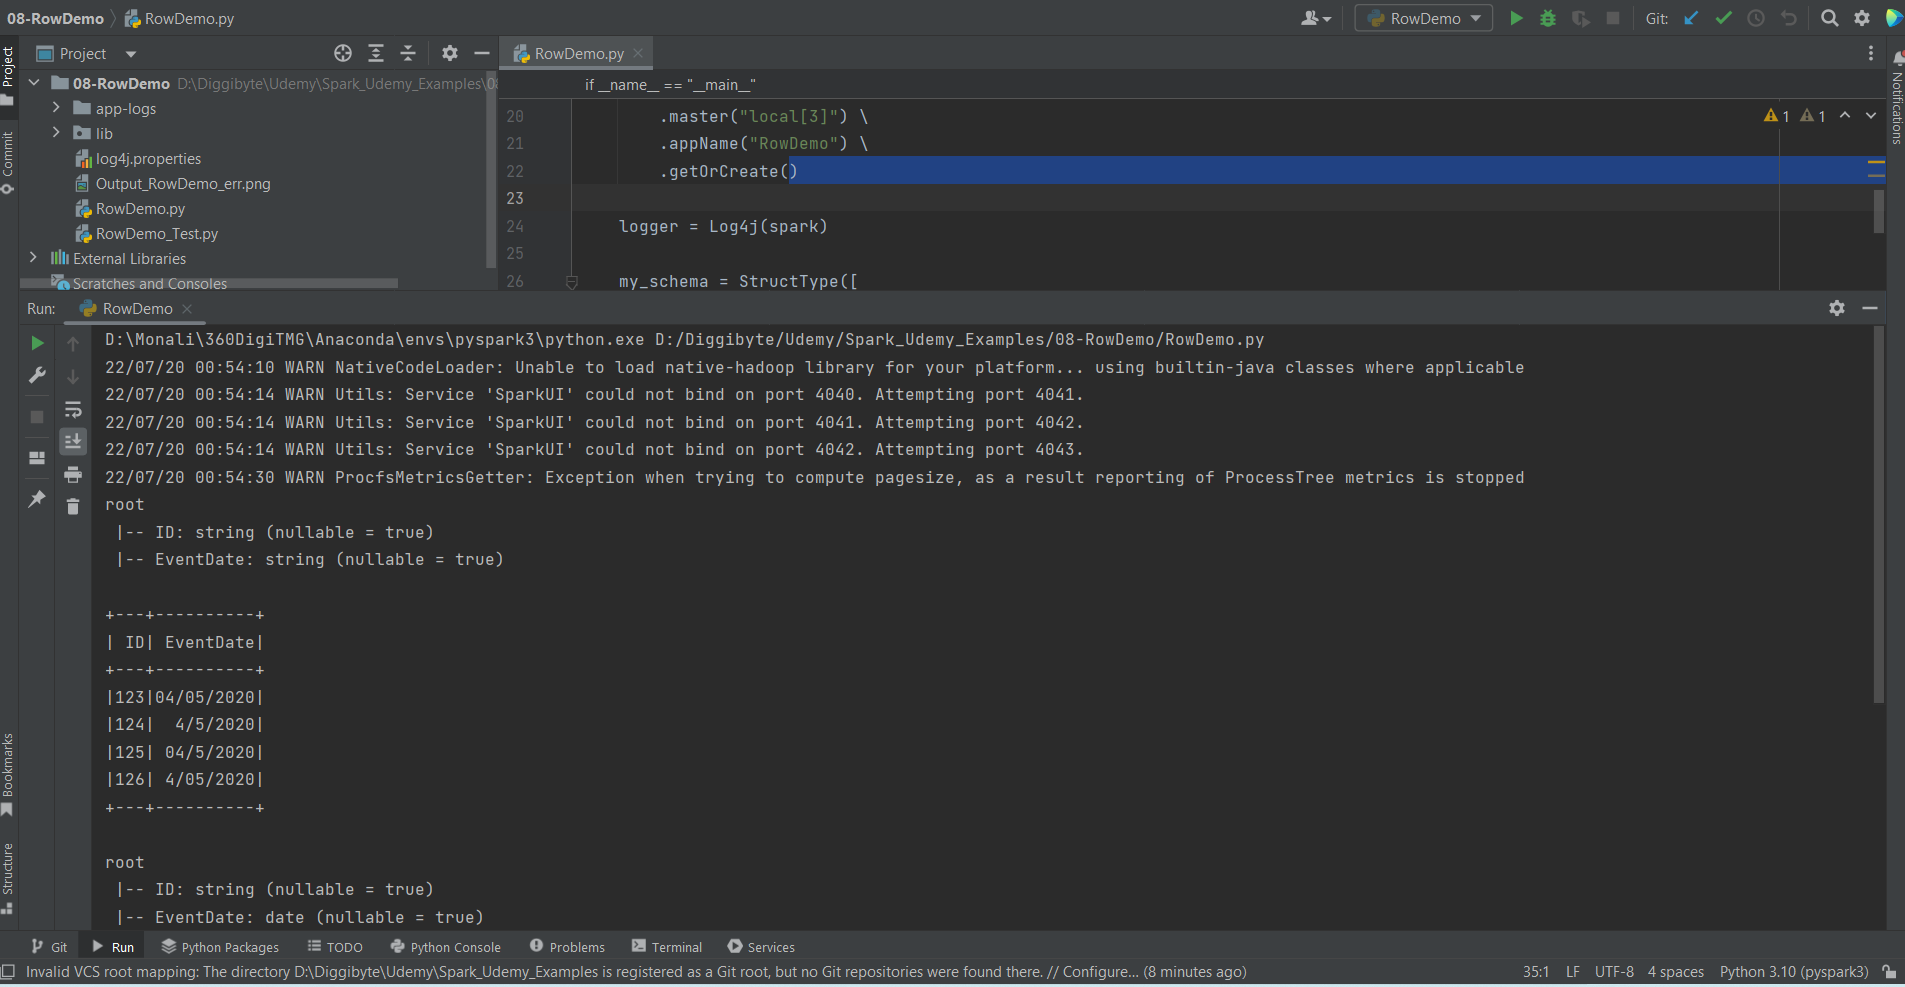 08-RowDemo RowDemo.py
RowDemo
Git:
Project
RowDemo.py
Project
Commit
Bookmarks
Structure
Notifications
08-RowDemo D:\Diggibyte\Udemy\Spark_Udemy_Examples\08
app-logs
lib
log4j.properties
Output_RowDemo_err.png
RowDemo.py
RowDemo_Test.py
External Libraries
Scratches and Consoles
if __name__ == "__main__"
20 .master("local[3]") \
21 .appName("RowDemo") \
22 .getOrCreate()
23
24 logger = Log4j(spark)
25
26 my_schema = StructType([
1 1
Run: RowDemo
D:\Monali\360DigiTMG\Anaconda\envs\pyspark3\python.exe D:/Diggibyte/Udemy/Spark_Udemy_Examples/08-RowDemo/RowDemo.py
22/07/20 00:54:10 WARN NativeCodeLoader: Unable to load native-hadoop library for your platform... using builtin-java classes where applicable
22/07/20 00:54:14 WARN Utils: Service 'SparkUI' could not bind on port 4040. Attempting port 4041.
22/07/20 00:54:14 WARN Utils: Service 'SparkUI' could not bind on port 4041. Attempting port 4042.
22/07/20 00:54:14 WARN Utils: Service 'SparkUI' could not bind on port 4042. Attempting port 4043.
22/07/20 00:54:30 WARN ProcfsMetricsGetter: Exception when trying to compute pagesize, as a result reporting of ProcessTree metrics is stopped
root
 |-- ID: string (nullable = true)
 |-- EventDate: string (nullable = true)
+---+----------+
| ID| EventDate|
+---+----------+
|123|04/05/2020|
|124|  4/5/2020|
|125| 04/5/2020|
|126| 4/05/2020|
+---+----------+
root
 |-- ID: string (nullable = true)
 |-- EventDate: date (nullable = true)
Git Run Python Packages TODO Python Console Problems Terminal Services
Invalid VCS root mapping: The directory D:\Diggibyte\Udemy\Spark_Udemy_Examples is registered as a Git root, but no Git repositories were found there. // Configure... (8 minutes ago) 35:1 LF UTF-8 4 spaces Python 3.10 (pyspark3)